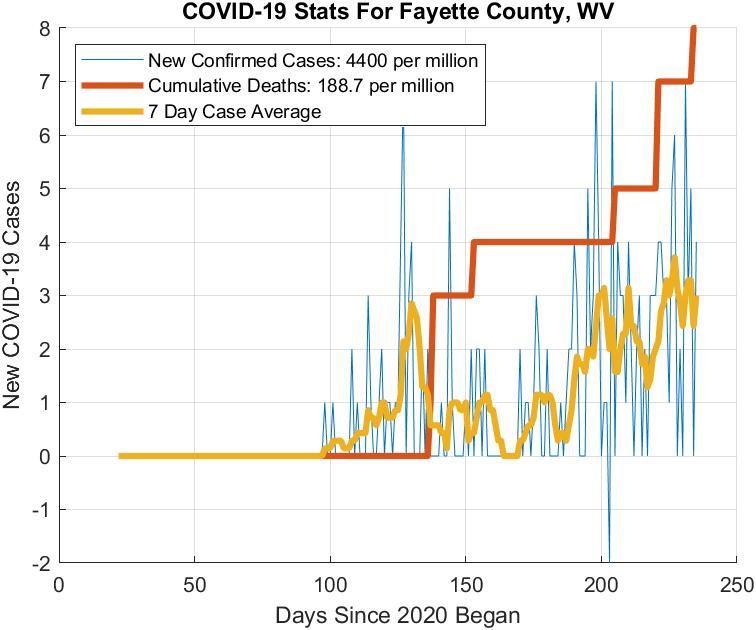 COVID-19 Stats For Fayette County, WV
New Confirmed Cases: 4400 per million
Cumulative Deaths: 188.7 per million
7 Day Case Average
New COVID-19 Cases
8
7
6
5
4
3
2
1
0
-1
-2
0 50 100 150 200 250
Days Since 2020 Began